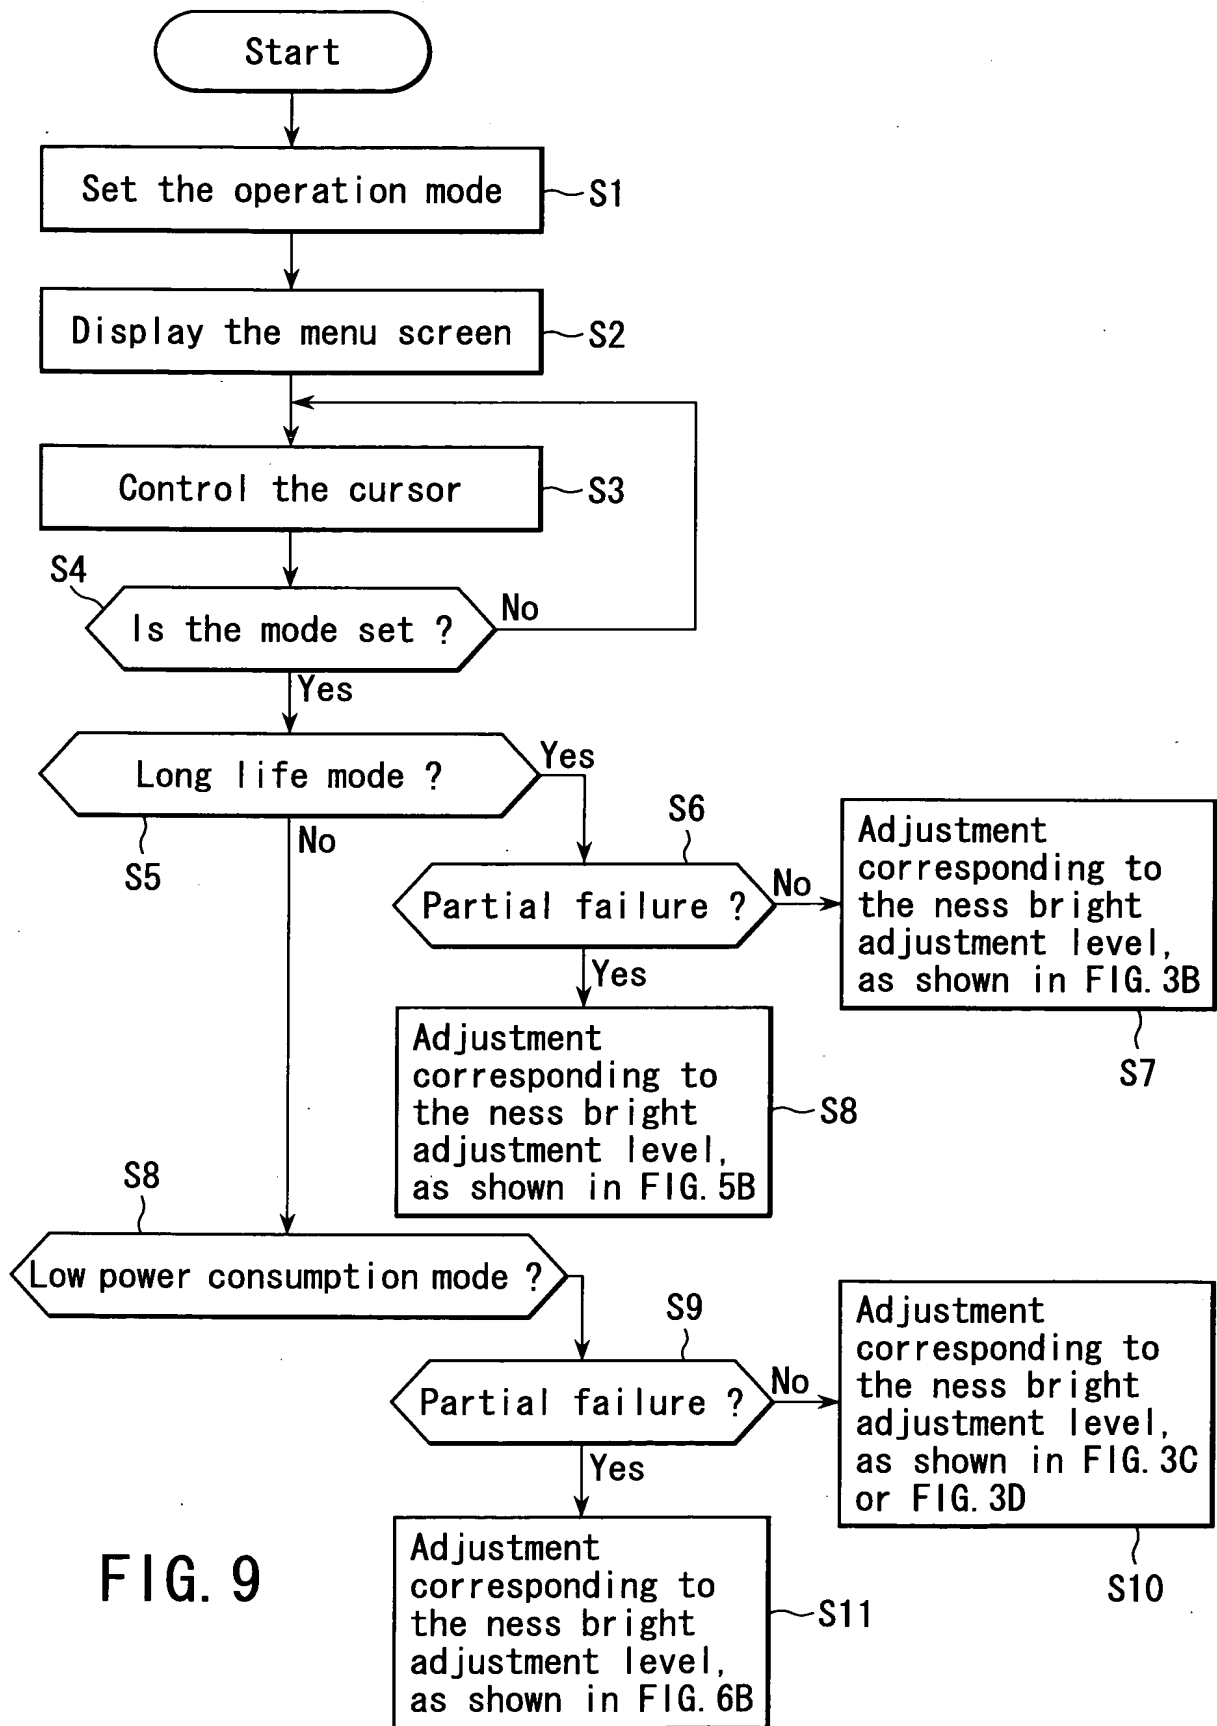 Start
Set the operation mode
S1
Display the menu screen
S2
Control the cursor
S3
S4
Is the mode set ?
No
Yes
Long life mode ?
Yes
S5
No
S6
Partial failure ?
No
Adjustment
corresponding to
the ness bright
adjustment level,
as shown in FIG. 3B
S7
Yes
Adjustment
corresponding to
the ness bright
adjustment level,
as shown in FIG. 5B
S8
S8
Low power consumption mode ?
S9
Partial failure ?
No
Adjustment
corresponding to
the ness bright
adjustment level,
as shown in FIG. 3C
or FIG. 3D
S10
Yes
Adjustment
corresponding to
the ness bright
adjustment level,
as shown in FIG. 6B
S11
FIG. 9